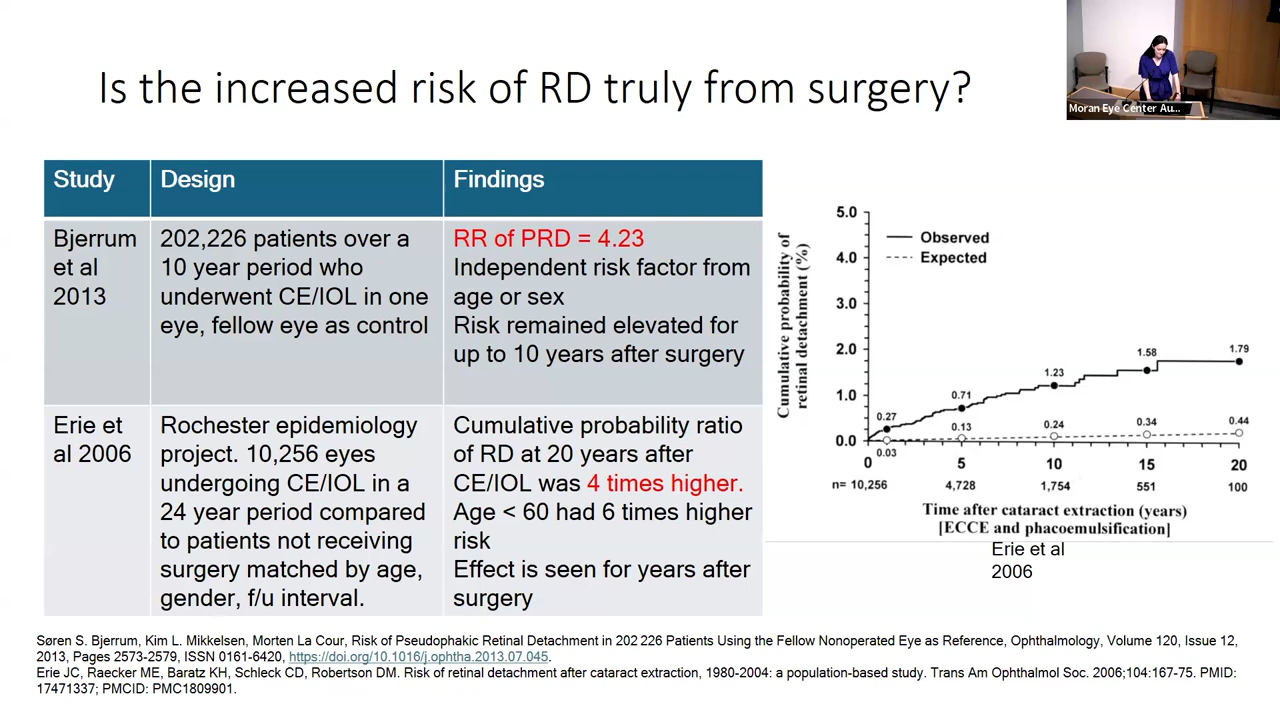 Is the increased risk of RD truly from surgery?
Moran Eye Center Au...
Study
Design
Findings
Bjerrum
et al
2013
202,226 patients over a
10 year period who
underwent CE/IOL in one
eye, fellow eye as control
RR of PRD = 4.23
Independent risk factor from
age or sex
Risk remained elevated for
up to 10 years after surgery
Erie et
al 2006
Rochester epidemiology
project. 10,256 eyes
undergoing CE/IOL in a
24 year period compared
to patients not receiving
surgery matched by age,
gender, f/u interval.
Cumulative probability ratio
of RD at 20 years after
CE/IOL was 4 times higher.
Age < 60 had 6 times higher
risk
Effect is seen for years after
surgery
Cumulative probability of
retinal detachment (%)
5.0
4.0
3.0
2.0
1.0
0.0
Observed
Expected
0.27
0.71
1.23
1.58
1.79
0.03
0.13
0.24
0.34
0.44
0 5 10 15 20
n= 10,256 4,728 1,754 551 100
Time after cataract extraction (years)
[ECCE and phacoemulsification]
Erie et al
2006
Søren S. Bjerrum, Kim L. Mikkelsen, Morten La Cour, Risk of Pseudophakic Retinal Detachment in 202 226 Patients Using the Fellow Nonoperated Eye as Reference, Ophthalmology, Volume 120, Issue 12,
2013, Pages 2573-2579, ISSN 0161-6420, https://doi.org/10.1016/j.ophtha.2013.07.045.
Erie JC, Raecker ME, Baratz KH, Schleck CD, Robertson DM. Risk of retinal detachment after cataract extraction, 1980-2004: a population-based study. Trans Am Ophthalmol Soc. 2006;104:167-75. PMID:
17471337; PMCID: PMC1809901.